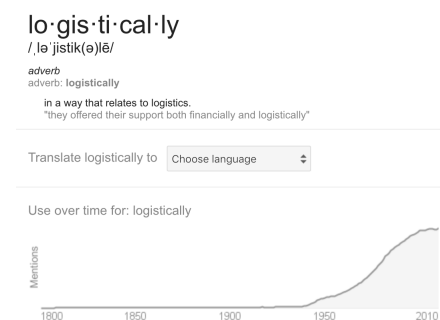 lo·gis·ti·cal·ly
/ˌləˈjistik(ə)lē/
adverb
adverb: logistically
in a way that relates to logistics.
"they offered their support both financially and logistically"
Translate logistically to Choose language
Use over time for: logistically
Mentions
1800 1850 1900 1950 2010